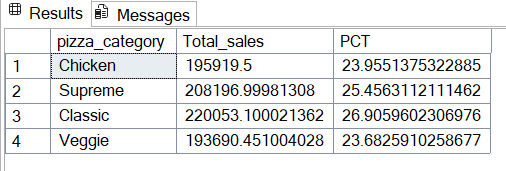 Results Messages
pizza_category Total_sales PCT
1 Chicken 195919.5 23.9551375322885
2 Supreme 208196.99981308 25.4563112111462
3 Classic 220053.100021362 26.9059602306976
4 Veggie 193690.451004028 23.6825910258677